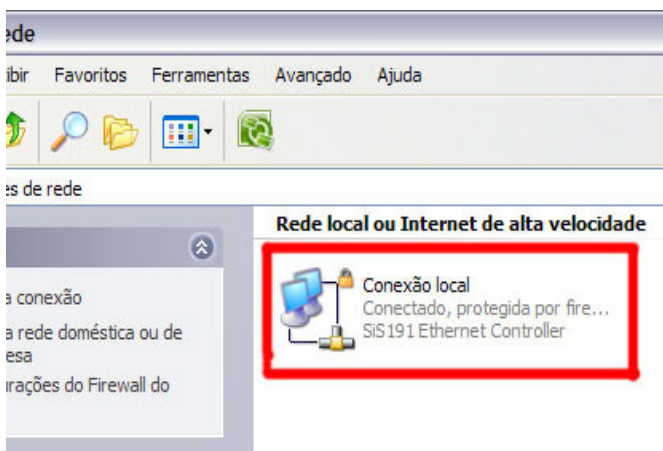 ede
ibir Favoritos Ferramentas Avançado Ajuda
es de rede
Rede local ou Internet de alta velocidade
Conexão local
Conectado, protegida por fire...
SiS191 Ethernet Controller
a conexão
a rede doméstica ou de
esa
urações do Firewall do